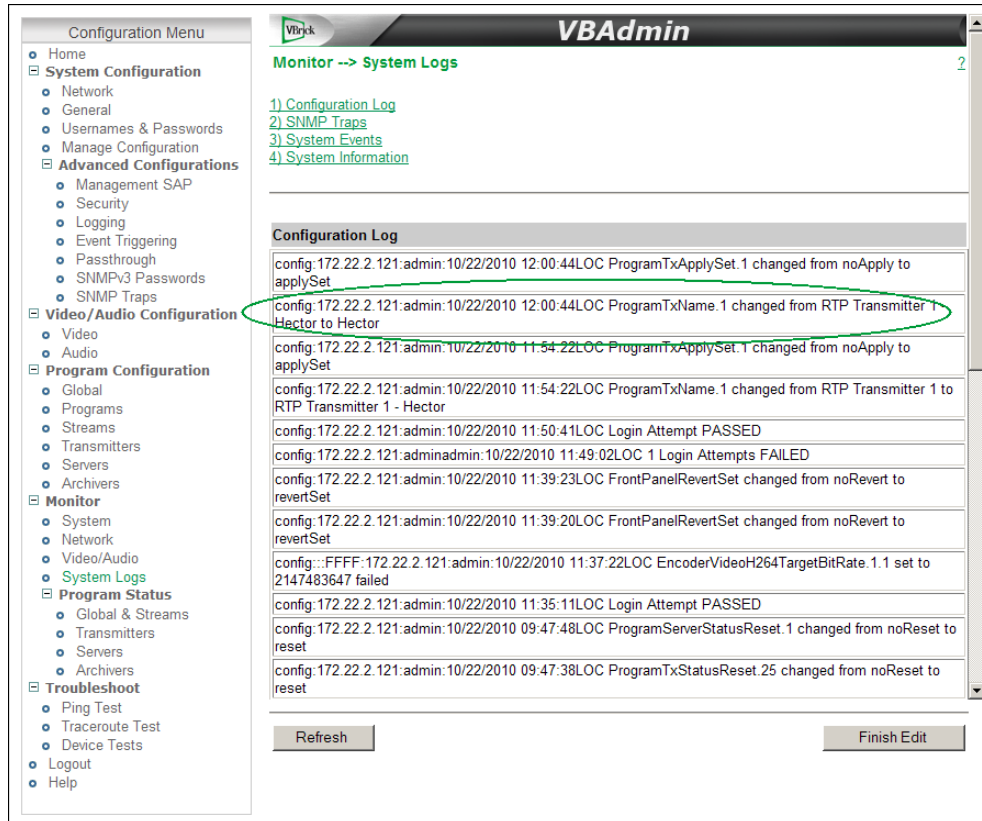 Configuration Menu
Home
System Configuration
Network
General
Usernames & Passwords
Manage Configuration
Advanced Configurations
Management SAP
Security
Logging
Event Triggering
Passthrough
SNMPv3 Passwords
SNMP Traps
Video/Audio Configuration
Video
Audio
Program Configuration
Global
Programs
Streams
Transmitters
Servers
Archivers
Monitor
System
Network
Video/Audio
System Logs
Program Status
Global & Streams
Transmitters
Servers
Archivers
Troubleshoot
Ping Test
Traceroute Test
Device Tests
Logout
Help
VBrick
VBAdmin
Monitor --> System Logs
?
1) Configuration Log
2) SNMP Traps
3) System Events
4) System Information
Configuration Log
config:172.22.2.121:admin:10/22/2010 12:00:44LOC ProgramTxApplySet.1 changed from noApply to
applySet
config:172.22.2.121:admin:10/22/2010 12:00:44LOC ProgramTxName.1 changed from RTP Transmitter 1
Hector to Hector
config:172.22.2.121:admin:10/22/2010 11:54:22LOC ProgramTxApplySet.1 changed from noApply to
applySet
config:172.22.2.121:admin:10/22/2010 11:54:22LOC ProgramTxName.1 changed from RTP Transmitter 1 to
RTP Transmitter 1 - Hector
config:172.22.2.121:admin:10/22/2010 11:50:41LOC Login Attempt PASSED
config:172.22.2.121:adminadmin:10/22/2010 11:49:02LOC 1 Login Attempts FAILED
config:172.22.2.121:admin:10/22/2010 11:39:23LOC FrontPanelRevertSet changed from noRevert to
revertSet
config:172.22.2.121:admin:10/22/2010 11:39:20LOC FrontPanelRevertSet changed from noRevert to
revertSet
config:::FFFF:172.22.2.121:admin:10/22/2010 11:37:22LOC EncoderVideoH264TargetBitRate.1.1 set to
2147483647 failed
config:172.22.2.121:admin:10/22/2010 11:35:11LOC Login Attempt PASSED
config:172.22.2.121:admin:10/22/2010 09:47:48LOC ProgramServerStatusReset.1 changed from noReset to
reset
config:172.22.2.121:admin:10/22/2010 09:47:38LOC ProgramTxStatusReset.25 changed from noReset to
reset
Refresh
Finish Edit